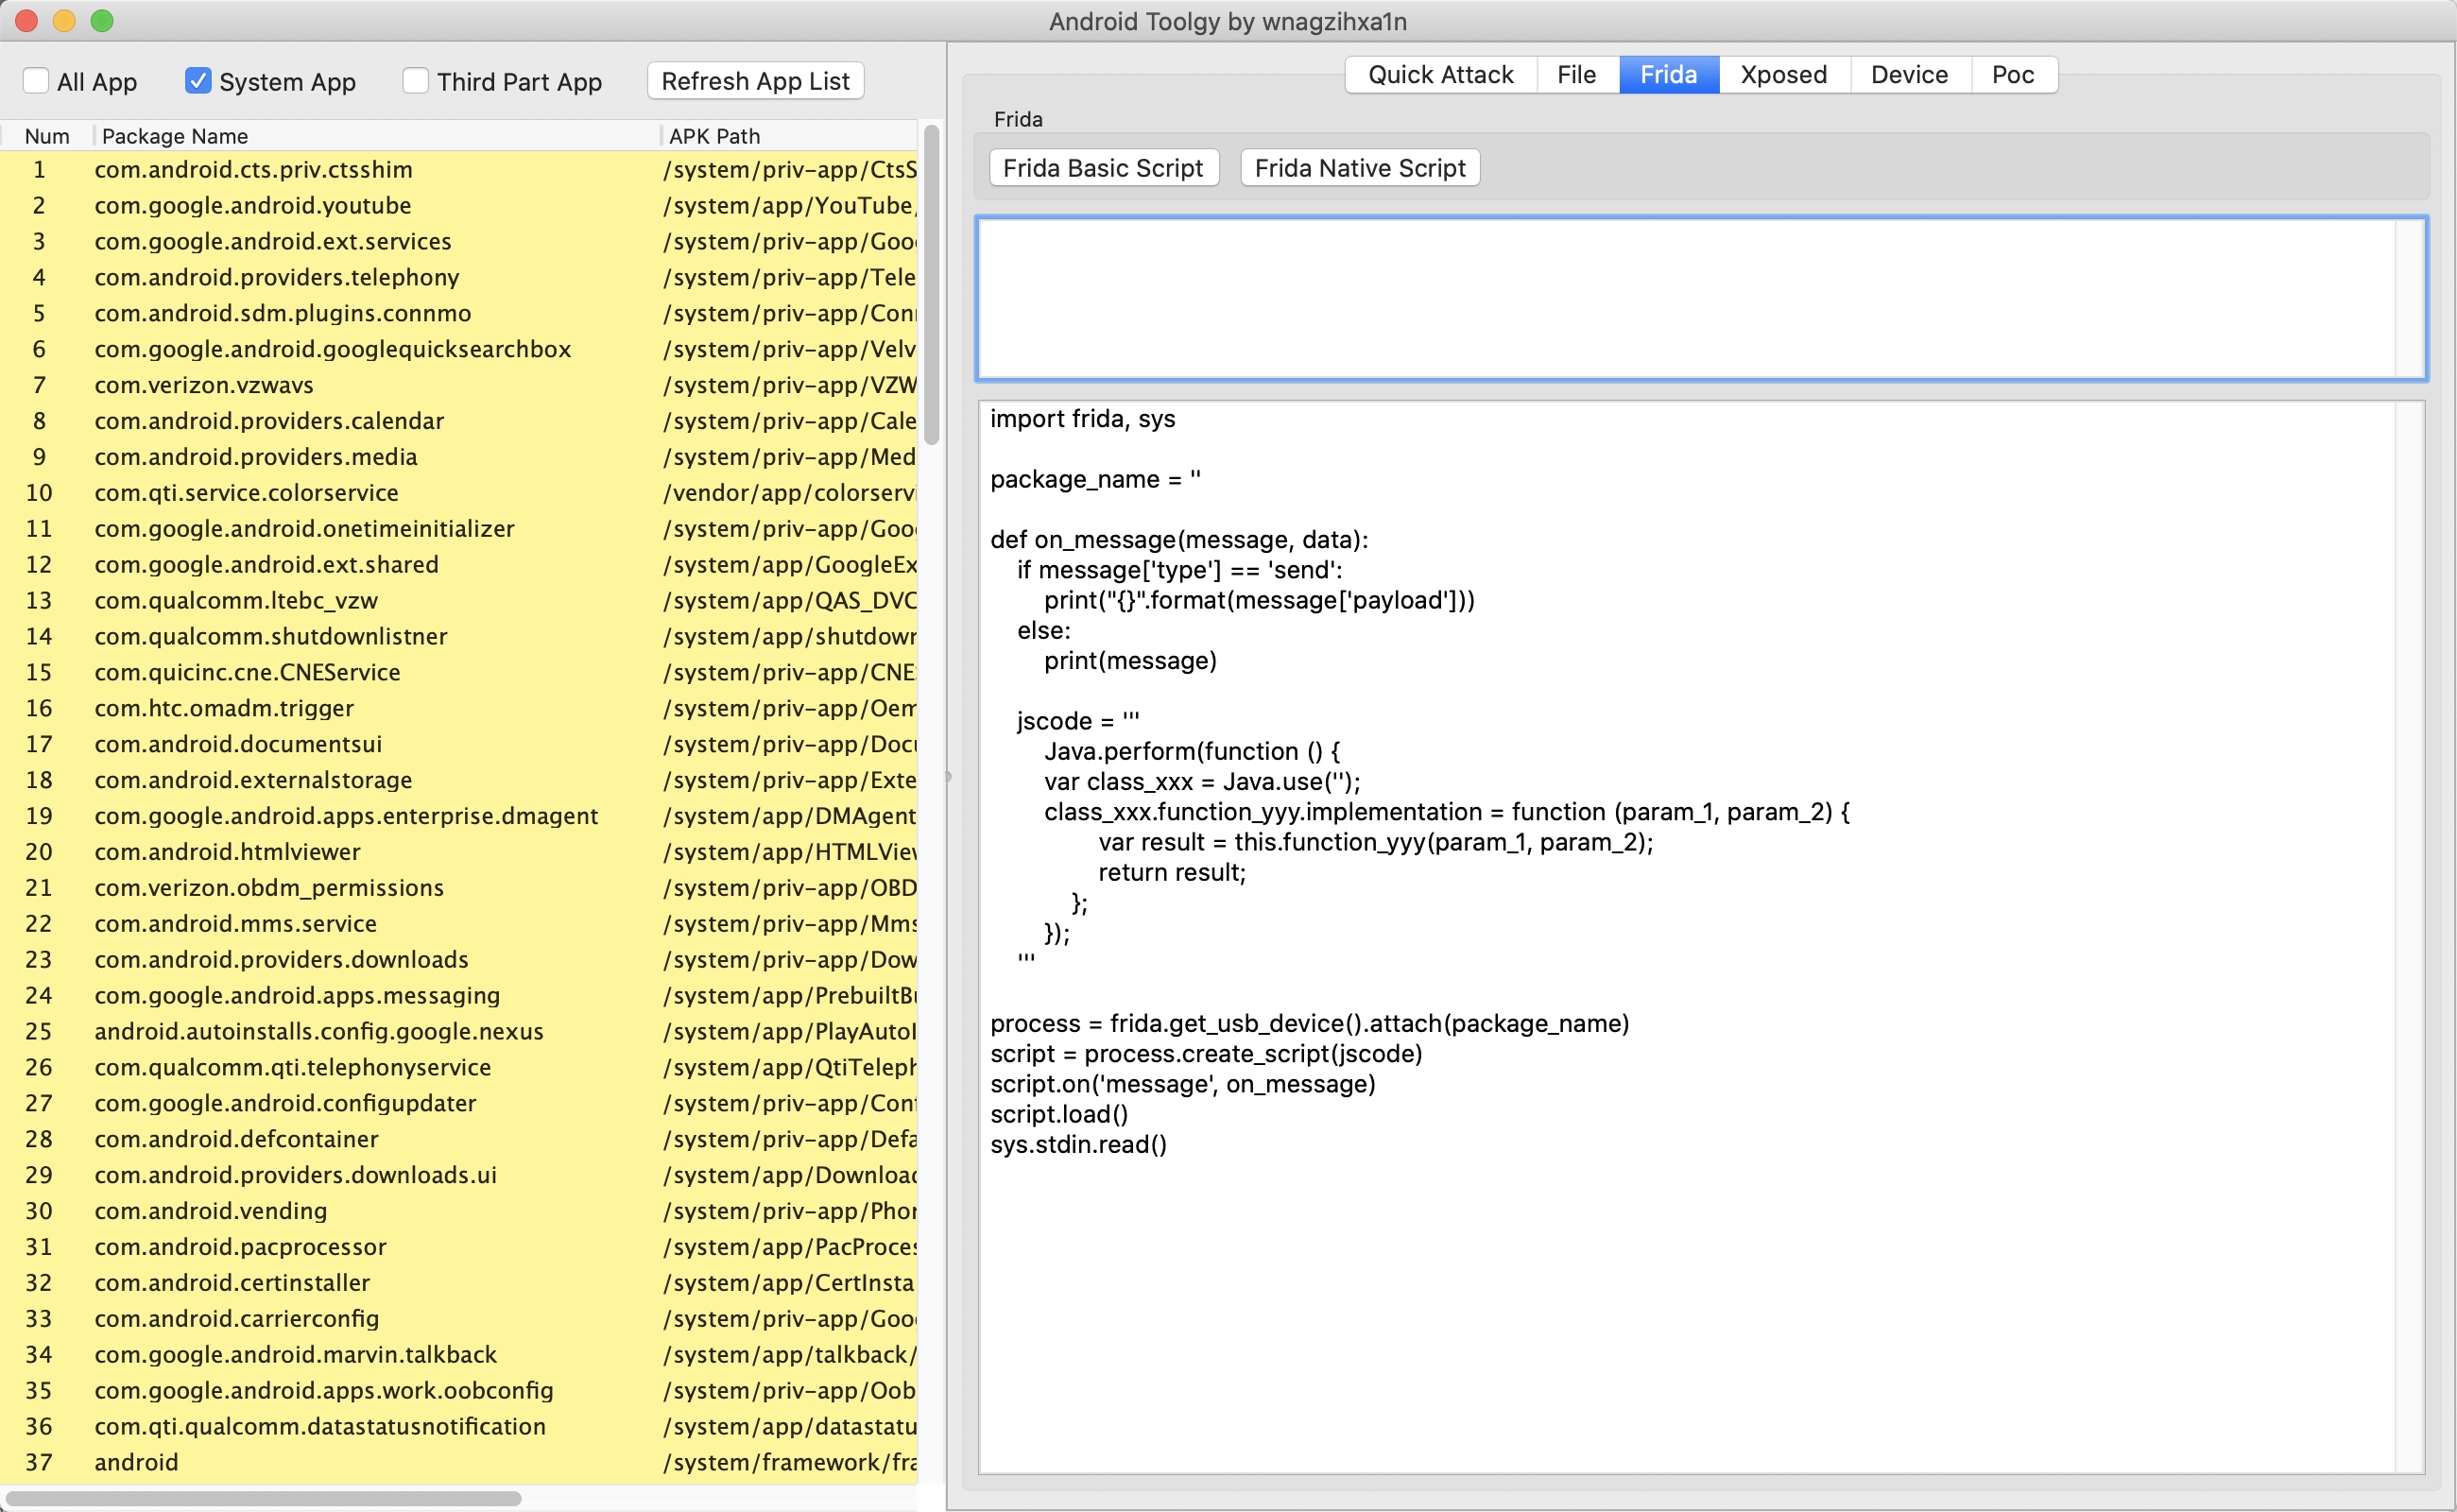 Android Toolgy by wnagzihxa1n
All App System App Third Part App Refresh App List
Num Package Name APK Path
1 com.android.cts.priv.ctsshim /system/priv-app/CtsS
2 com.google.android.youtube /system/app/YouTube/
3 com.google.android.ext.services /system/priv-app/Goo
4 com.android.providers.telephony /system/priv-app/Tele
5 com.android.sdm.plugins.connmo /system/priv-app/Con
6 com.google.android.googlequicksearchbox /system/priv-app/Velv
7 com.verizon.vzwavs /system/priv-app/VZW
8 com.android.providers.calendar /system/priv-app/Cale
9 com.android.providers.media /system/priv-app/Med
10 com.qti.service.colorservice /vendor/app/colorservi
11 com.google.android.onetimeinitializer /system/priv-app/Goo
12 com.google.android.ext.shared /system/app/GoogleEx
13 com.qualcomm.ltebc_vzw /system/app/QAS_DVC
14 com.qualcomm.shutdownlistner /system/app/shutdown
15 com.quicinc.cne.CNEService /system/priv-app/CNE
16 com.htc.omadm.trigger /system/priv-app/Oem
17 com.android.documentsui /system/priv-app/Docu
18 com.android.externalstorage /system/priv-app/Exte
19 com.google.android.apps.enterprise.dmagent /system/app/DMAgent
20 com.android.htmlviewer /system/app/HTMLView
21 com.verizon.obdm_permissions /system/priv-app/OBD
22 com.android.mms.service /system/priv-app/Mms
23 com.android.providers.downloads /system/priv-app/Dow
24 com.google.android.apps.messaging /system/app/PrebuiltBu
25 android.autoinstalls.config.google.nexus /system/app/PlayAutoI
26 com.qualcomm.qti.telephonyservice /system/app/QtiTeleph
27 com.google.android.configupdater /system/priv-app/Conf
28 com.android.defcontainer /system/priv-app/Defa
29 com.android.providers.downloads.ui /system/app/Downloac
30 com.android.vending /system/priv-app/Phon
31 com.android.pacprocessor /system/app/PacProces
32 com.android.certinstaller /system/app/CertInsta
33 com.android.carrierconfig /system/priv-app/Goo
34 com.google.android.marvin.talkback /system/app/talkback/
35 com.google.android.apps.work.oobconfig /system/priv-app/Oob
36 com.qti.qualcomm.datastatusnotification /system/app/datastatu
37 android /system/framework/fra
Quick Attack File Frida Xposed Device Poc
Frida
Frida Basic Script Frida Native Script
import frida, sys
package_name = ''
def on_message(message, data):
if message['type'] == 'send':
print("{}".format(message['payload']))
else:
print(message)
jscode = '''
Java.perform(function () {
var class_xxx = Java.use('');
class_xxx.function_yyy.implementation = function (param_1, param_2) {
var result = this.function_yyy(param_1, param_2);
return result;
};
});
'''
process = frida.get_usb_device().attach(package_name)
script = process.create_script(jscode)
script.on('message', on_message)
script.load()
sys.stdin.read()